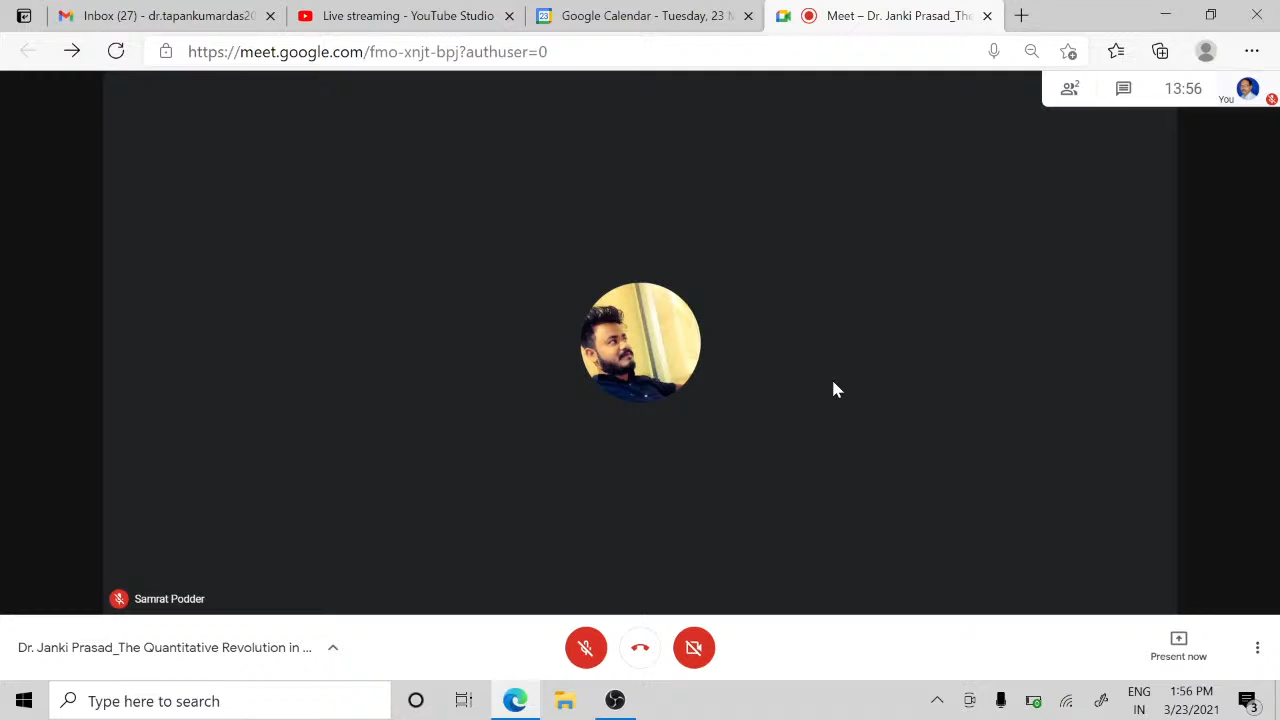 Inbox (27) - dr.tapankumardas20
Live streaming - YouTube Studio
Google Calendar - Tuesday, 23 M
Meet – Dr. Janki Prasad_The
https://meet.google.com/fmo-xnjt-bpj?authuser=0
2
13:56
You
Samrat Podder
Dr. Janki Prasad_The Quantitative Revolution in ...
Present now
Type here to search
ENG
IN
1:56 PM
3/23/2021
3